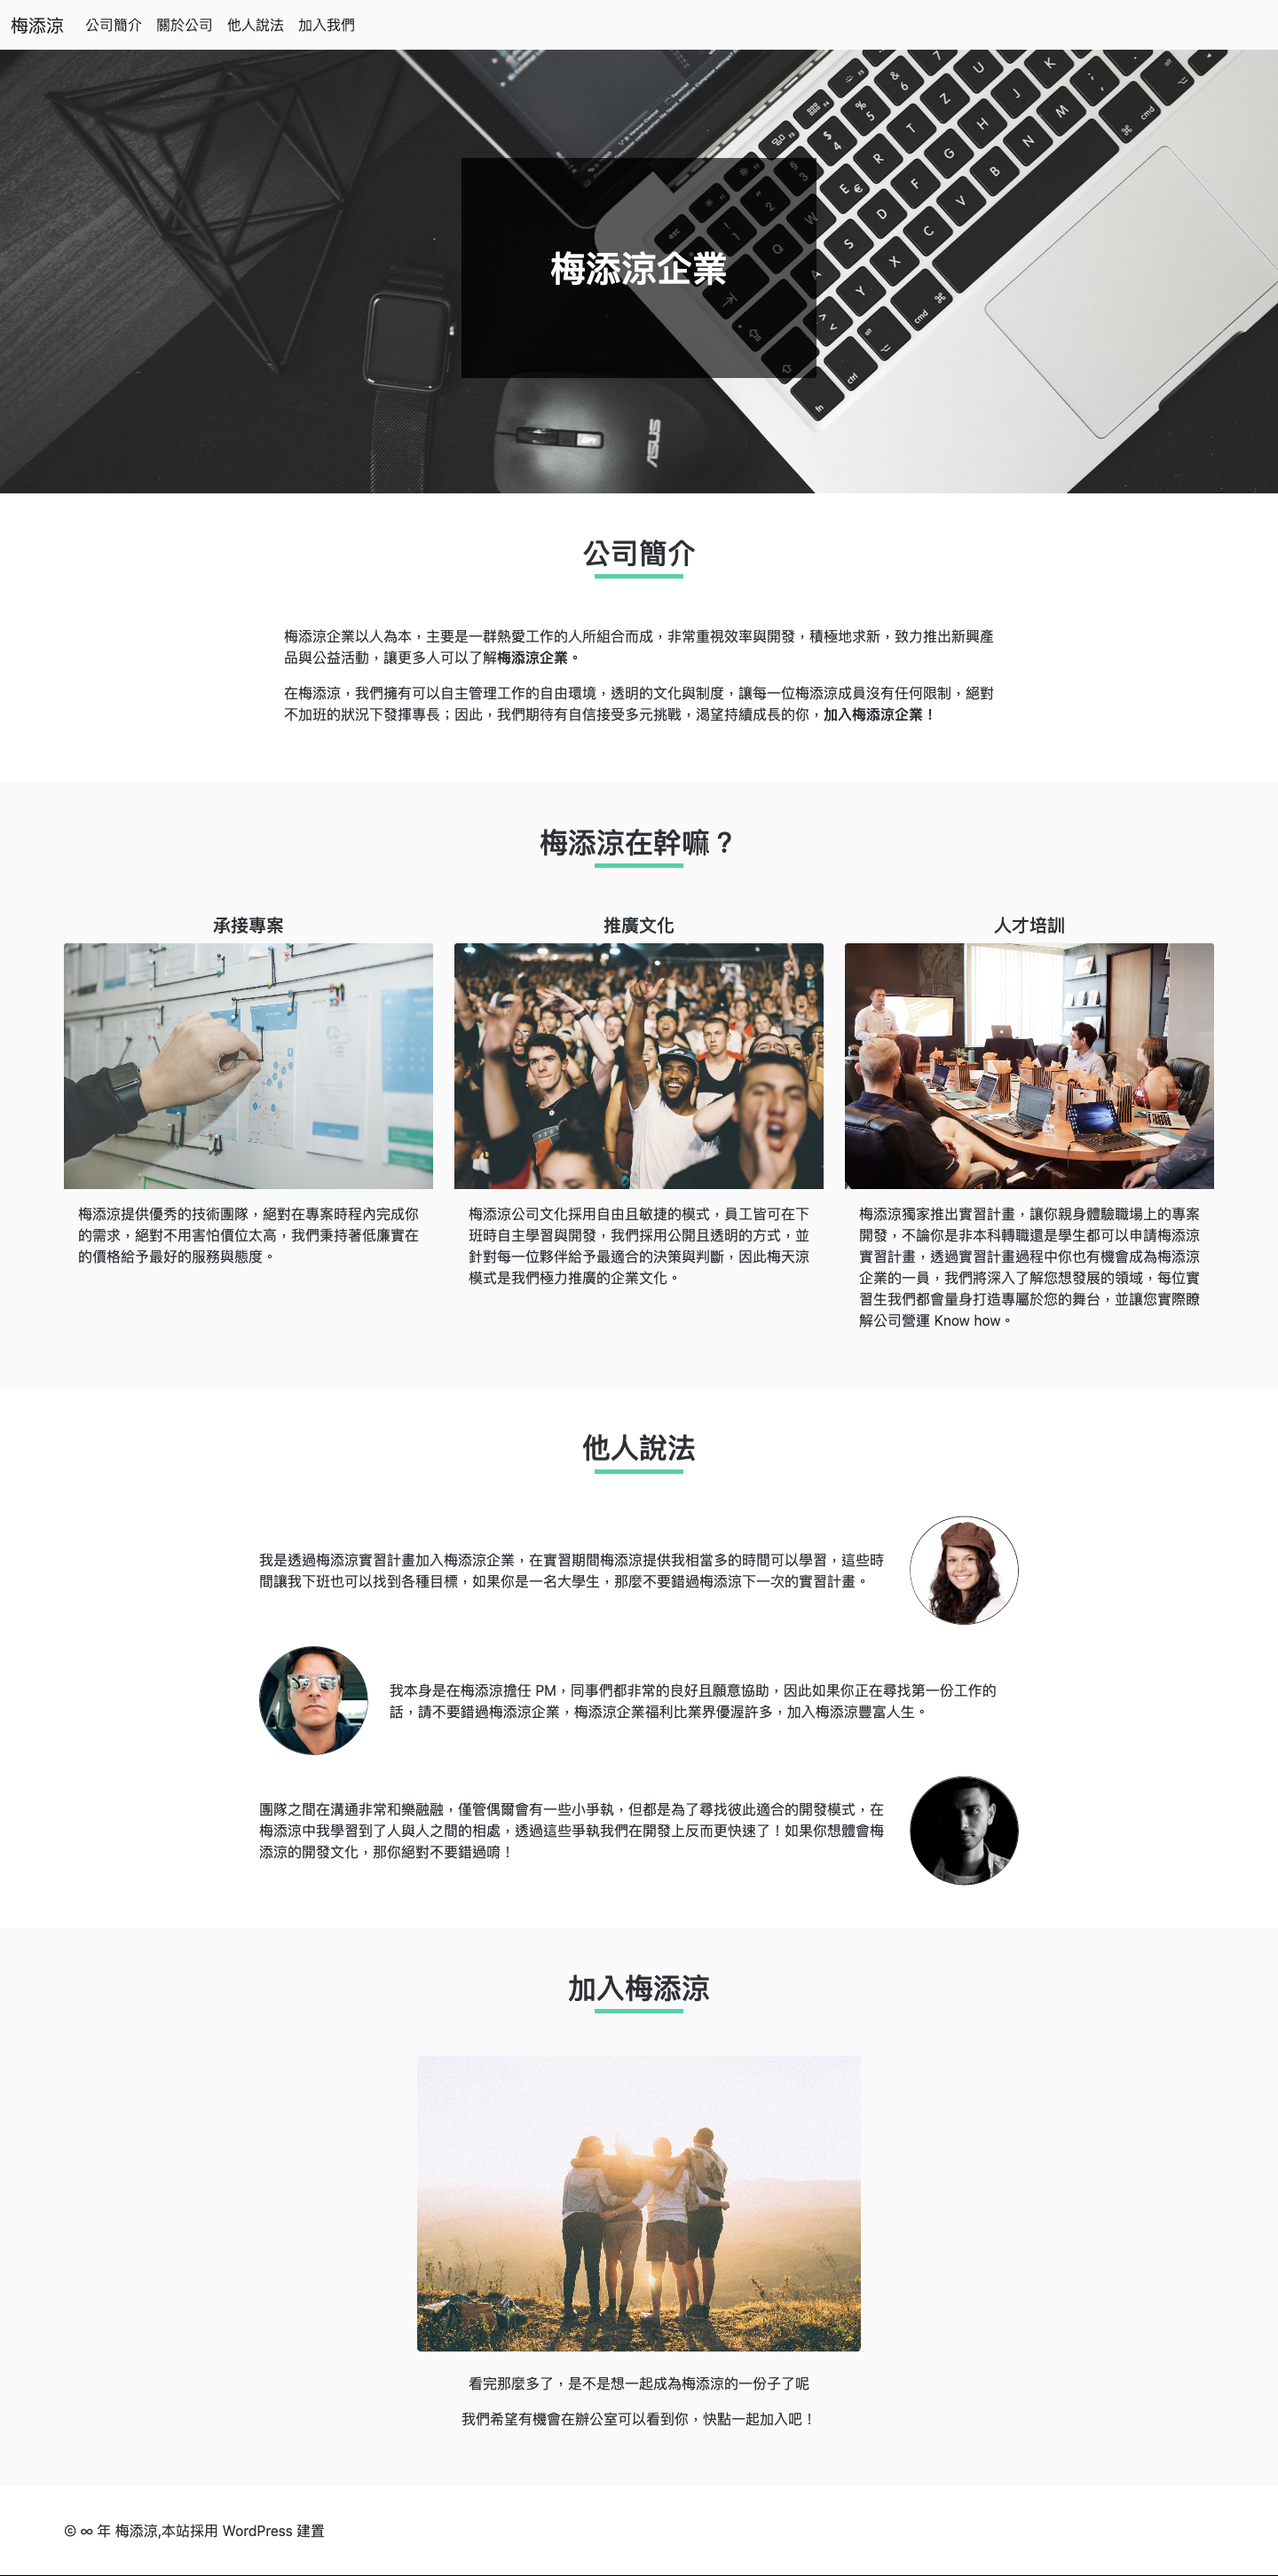 梅添涼 公司簡介 關於公司 他人說法 加入我們
梅添涼企業
公司簡介
梅添涼企業以人為本，主要是一群熱愛工作的人所組合而成，非常重視效率與開發，積極地求新，致力推出新興產
品與公益活動，讓更多人可以了解梅添涼企業。
在梅添涼，我們擁有可以自主管理工作的自由環境，透明的文化與制度，讓每一位梅添涼成員沒有任何限制，絕對
不加班的狀況下發揮專長；因此，我們期待有自信接受多元挑戰，渴望持續成長的你，加入梅添涼企業！
梅添涼在幹嘛？
承接專案
梅添涼提供優秀的技術團隊，絕對在專案時程內完成你
的需求，絕對不用害怕價位太高，我們秉持著低廉實在
的價格給予最好的服務與態度。
推廣文化
梅添涼公司文化採用自由且敏捷的模式，員工皆可在下
班時自主學習與開發，我們採用公開且透明的方式，並
針對每一位夥伴給予最適合的決策與判斷，因此梅天涼
模式是我們極力推廣的企業文化。
人才培訓
梅添涼獨家推出實習計畫，讓你親身體驗職場上的專案
開發，不論你是非本科轉職還是學生都可以申請梅添涼
實習計畫，透過實習計畫過程中你也有機會成為梅添涼
企業的一員，我們將深入了解您想發展的領域，每位實
習生我們都會量身打造專屬於您的舞台，並讓您實際瞭
解公司營運 Know how。
他人說法
我是透過梅添涼實習計畫加入梅添涼企業，在實習期間梅添涼提供我相當多的時間可以學習，這些時
間讓我下班也可以找到各種目標，如果你是一名大學生，那麼不要錯過梅添涼下一次的實習計畫。
我本身是在梅添涼擔任 PM，同事們都非常的良好且願意協助，因此如果你正在尋找第一份工作的
話，請不要錯過梅添涼企業，梅添涼企業福利比業界優渥許多，加入梅添涼豐富人生。
團隊之間在溝通非常和樂融融，僅管偶爾會有一些小爭執，但都是為了尋找彼此適合的開發模式，在
梅添涼中我學習到了人與人之間的相處，透過這些爭執我們在開發上反而更快速了！如果你想體會梅
添涼的開發文化，那你絕對不要錯過唷！
加入梅添涼
看完那麼多了，是不是想一起成為梅添涼的一份子了呢
我們希望有機會在辦公室可以看到你，快點一起加入吧！
© ∞ 年 梅添涼,本站採用 WordPress 建置